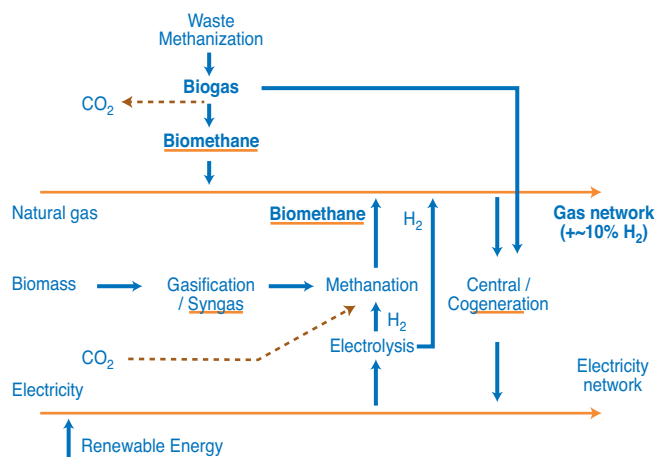 Waste
Methanization
Biogas
CO₂
Biomethane
Natural gas
Biomethane
H₂
Gas network
(+~10% H₂)
Biomass
Gasification
/ Syngas
Methanation
Central /
Cogeneration
H₂
CO₂
Electrolysis
Electricity
Electricity
network
Renewable Energy